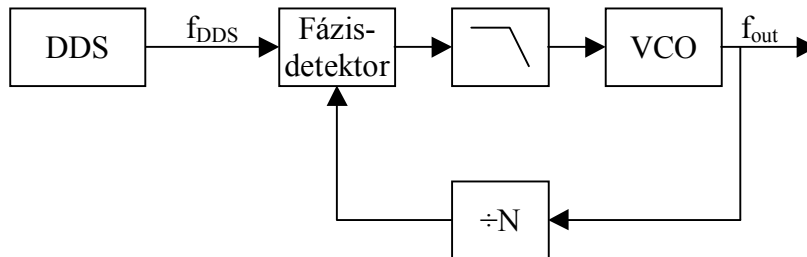 DDS
f_DDS
Fázis-
detektor
VCO
f_out
÷N